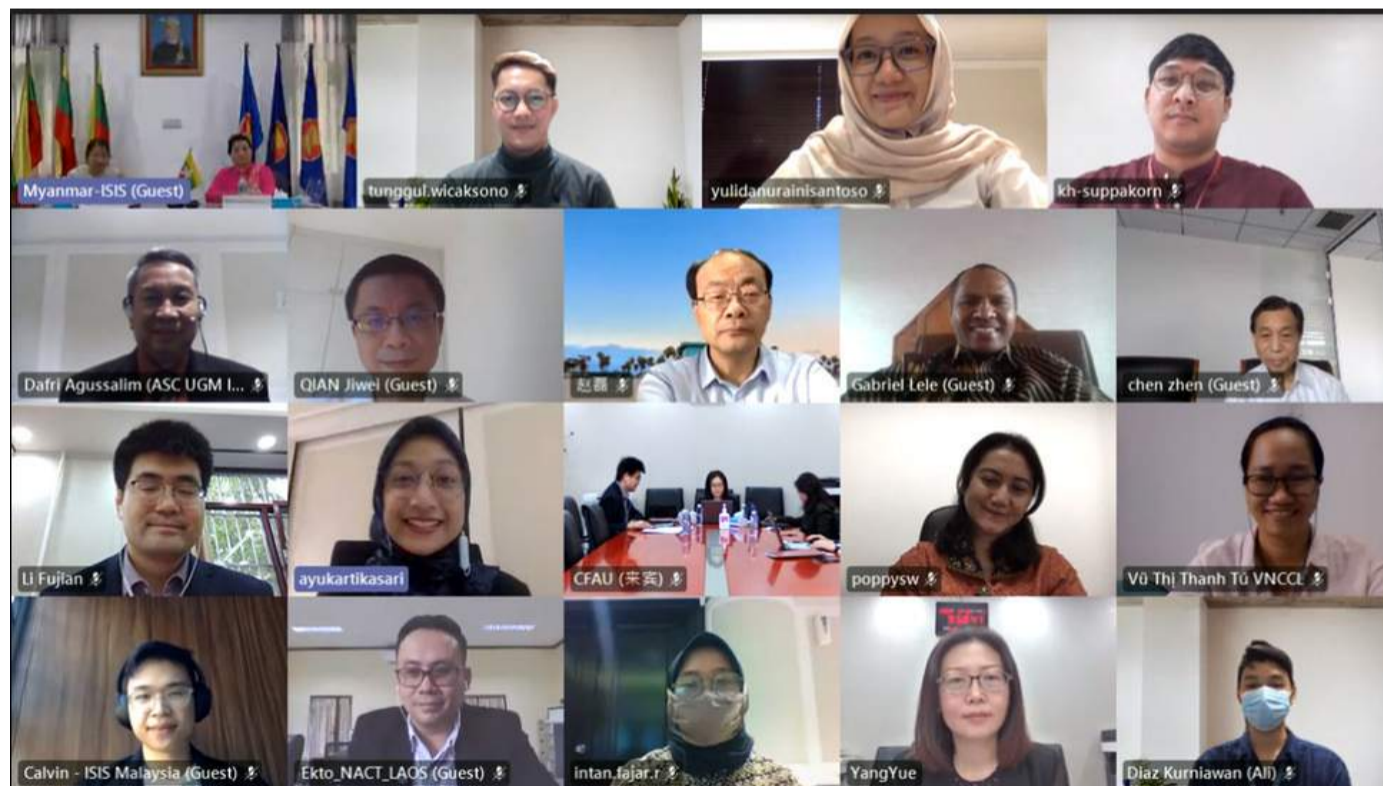 Myanmar-ISIS (Guest)
tunggul.wicaksono
yulidanurainisantoso
kh-suppakorn
Dafri Agussalim (ASC UGM I...
QIAN Jiwei (Guest)
赵磊
Gabriel Lele (Guest)
chen zhen (Guest)
Li Fujian
ayukartikasari
CFAU (来宾)
poppysw
Vũ Thị Thanh Tú VNCCL
Calvin - ISIS Malaysia (Guest)
Ekto_NACT_LAOS (Guest)
intan.fajar.r
YangYue
Diaz Kurniawan (Ali)